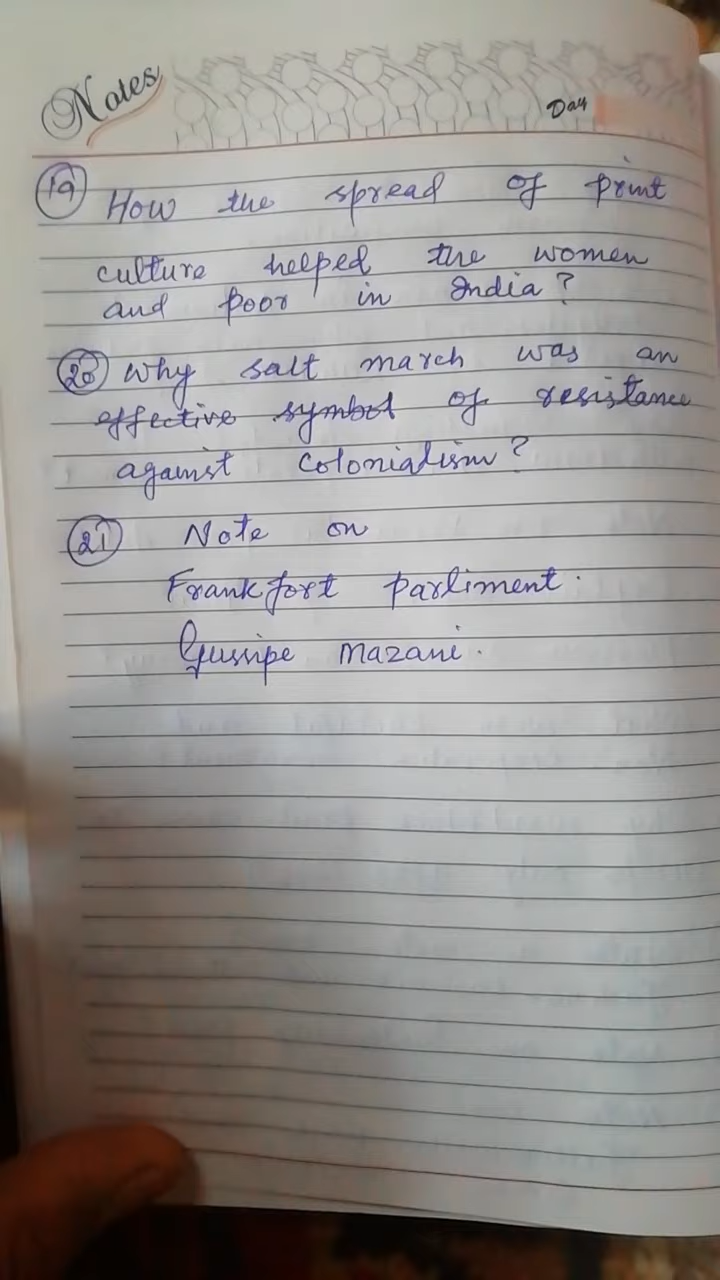 Notes
Day
19 How the spread of print
culture helped the women
and poor in India?
20 Why salt march was an
effective symbol of resistance
against colonialism?
21 Note on
Frankfort parliment.
Gussipe mazani.